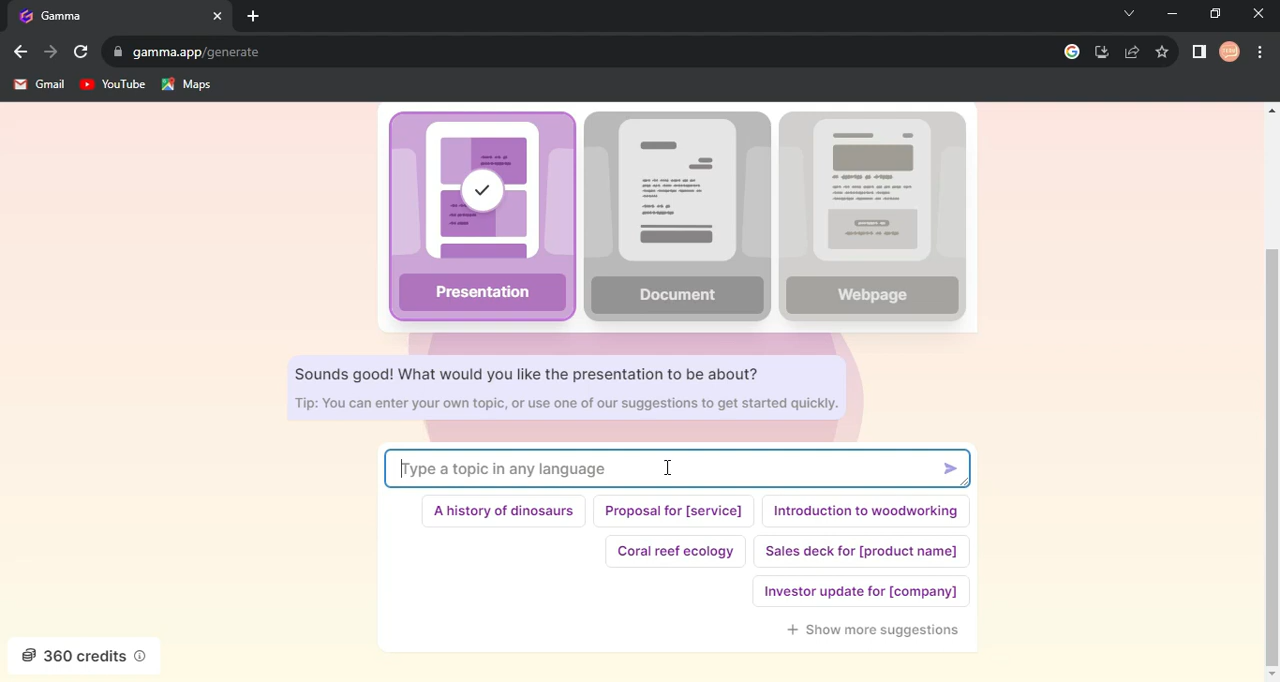 Gamma
gamma.app/generate
Gmail
YouTube
Maps
Presentation
Document
Webpage
Sounds good! What would you like the presentation to be about?
Tip: You can enter your own topic, or use one of our suggestions to get started quickly.
Type a topic in any language
A history of dinosaurs
Proposal for [service]
Introduction to woodworking
Coral reef ecology
Sales deck for [product name]
Investor update for [company]
+ Show more suggestions
360 credits